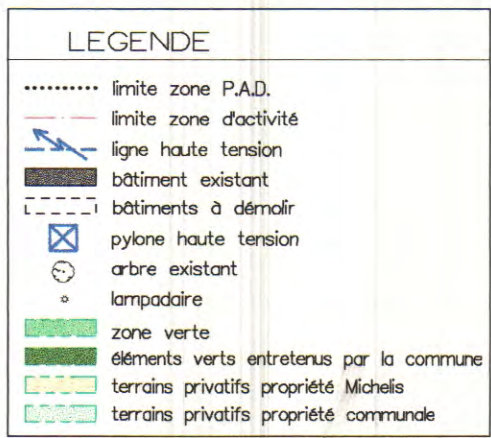 LEGENDE
limite zone P.A.D.
limite zone d'activité
ligne haute tension
bâtiment existant
bâtiments à démolir
pylone haute tension
arbre existant
lampadaire
zone verte
éléments verts entretenus par la commune
terrains privatifs propriété Michelis
terrains privatifs propriété communale